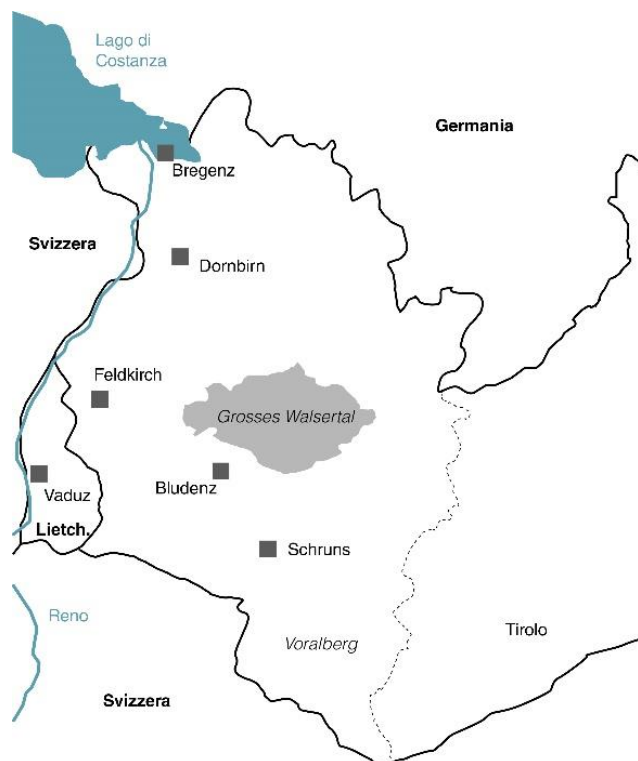 Lago di
Costanza
Germania
Bregenz
Svizzera
Dornbirn
Feldkirch
Grosses Walsertal
Vaduz
Bludenz
Lietch.
Schruns
Reno
Voralberg
Tirolo
Svizzera